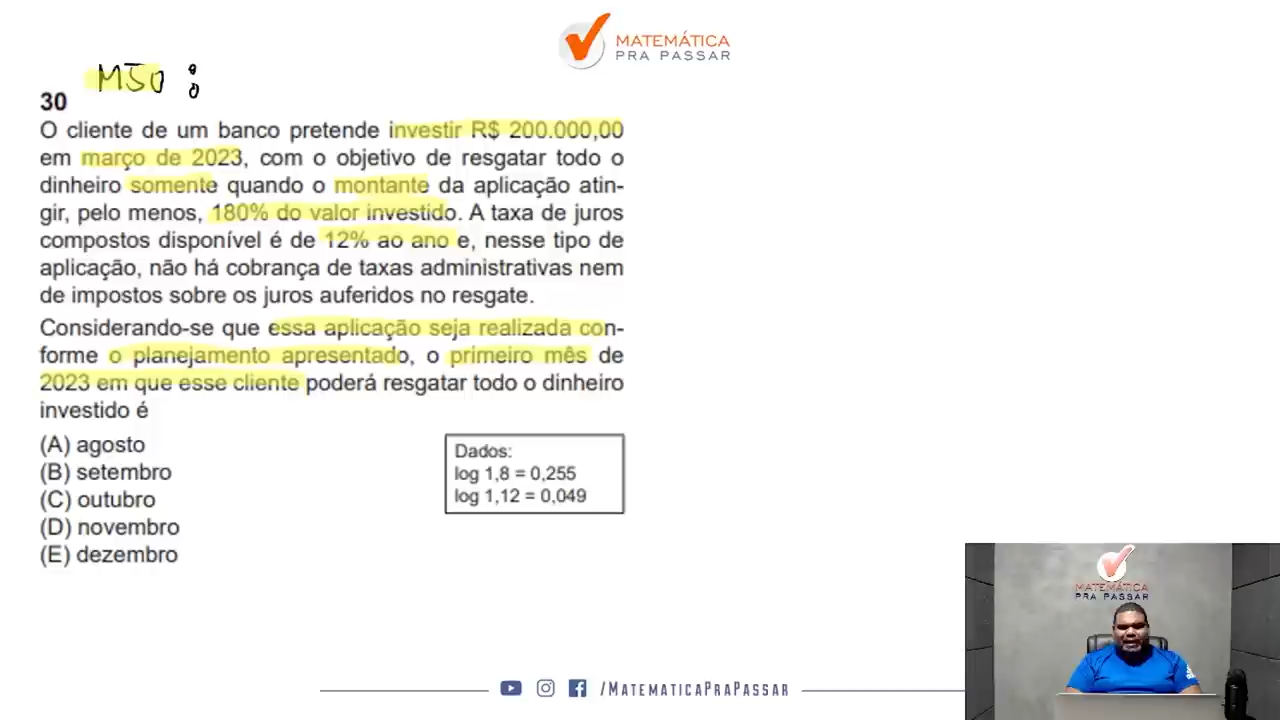 MATEMÁTICA
PRA PASSAR
MJO :
30
O cliente de um banco pretende investir R$ 200.000,00
em março de 2023, com o objetivo de resgatar todo o
dinheiro somente quando o montante da aplicação atin-
gir, pelo menos, 180% do valor investido. A taxa de juros
compostos disponível é de 12% ao ano e, nesse tipo de
aplicação, não há cobrança de taxas administrativas nem
de impostos sobre os juros auferidos no resgate.
Considerando-se que essa aplicação seja realizada con-
forme o planejamento apresentado, o primeiro mês de
2023 em que esse cliente poderá resgatar todo o dinheiro
investido é
(A) agosto
(B) setembro
(C) outubro
(D) novembro
(E) dezembro
Dados:
log 1,8 = 0,255
log 1,12 = 0,049
MATEMÁTICA
PRA PASSAR
/MATEMATICAPRAPASSAR